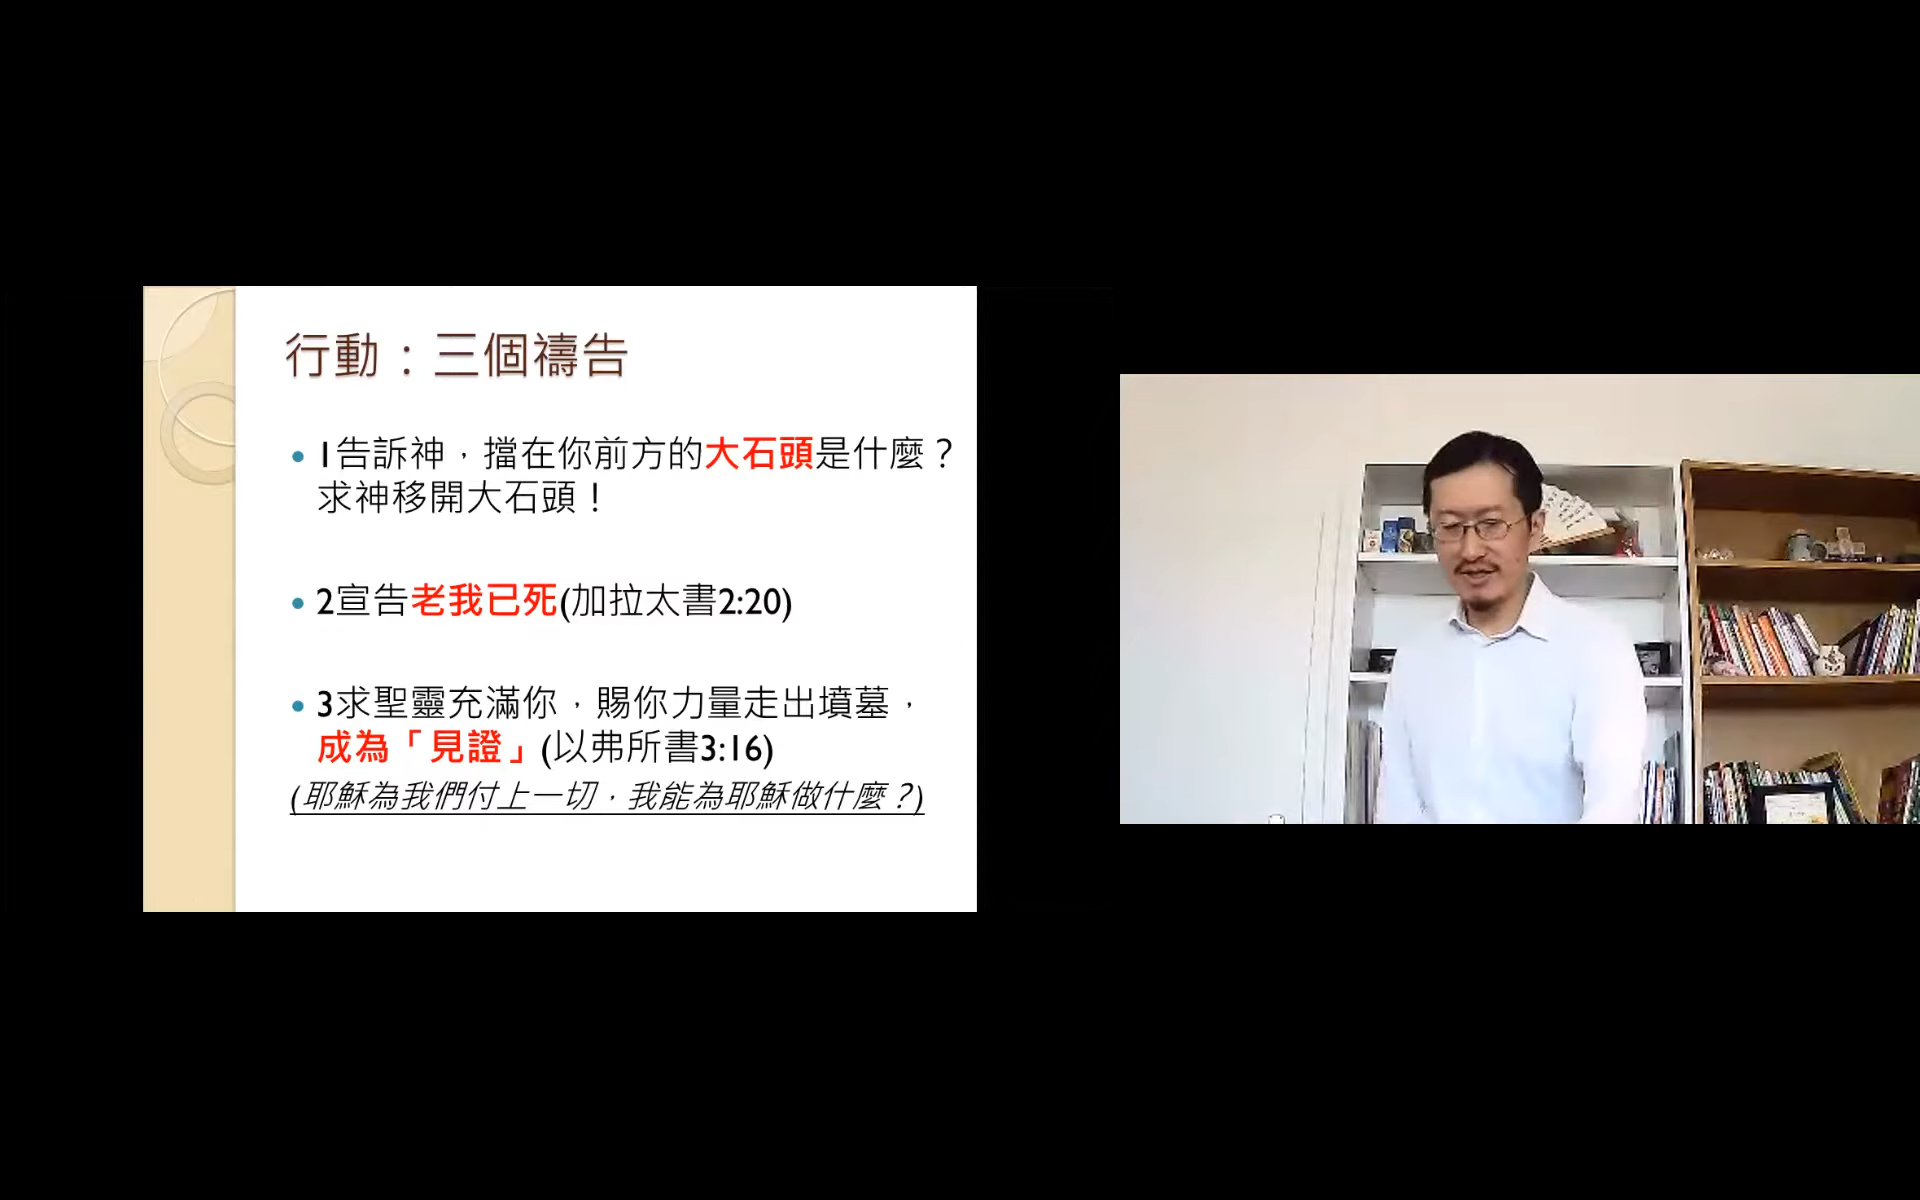 行動：三個禱告
1告訴神，擋在你前方的大石頭是什麼？
求神移開大石頭！
2宣告老我已死(加拉太書2:20)
3求聖靈充滿你，賜你力量走出墳墓，
成為「見證」(以弗所書3:16)
(耶穌為我們付上一切，我能為耶穌做什麼？)